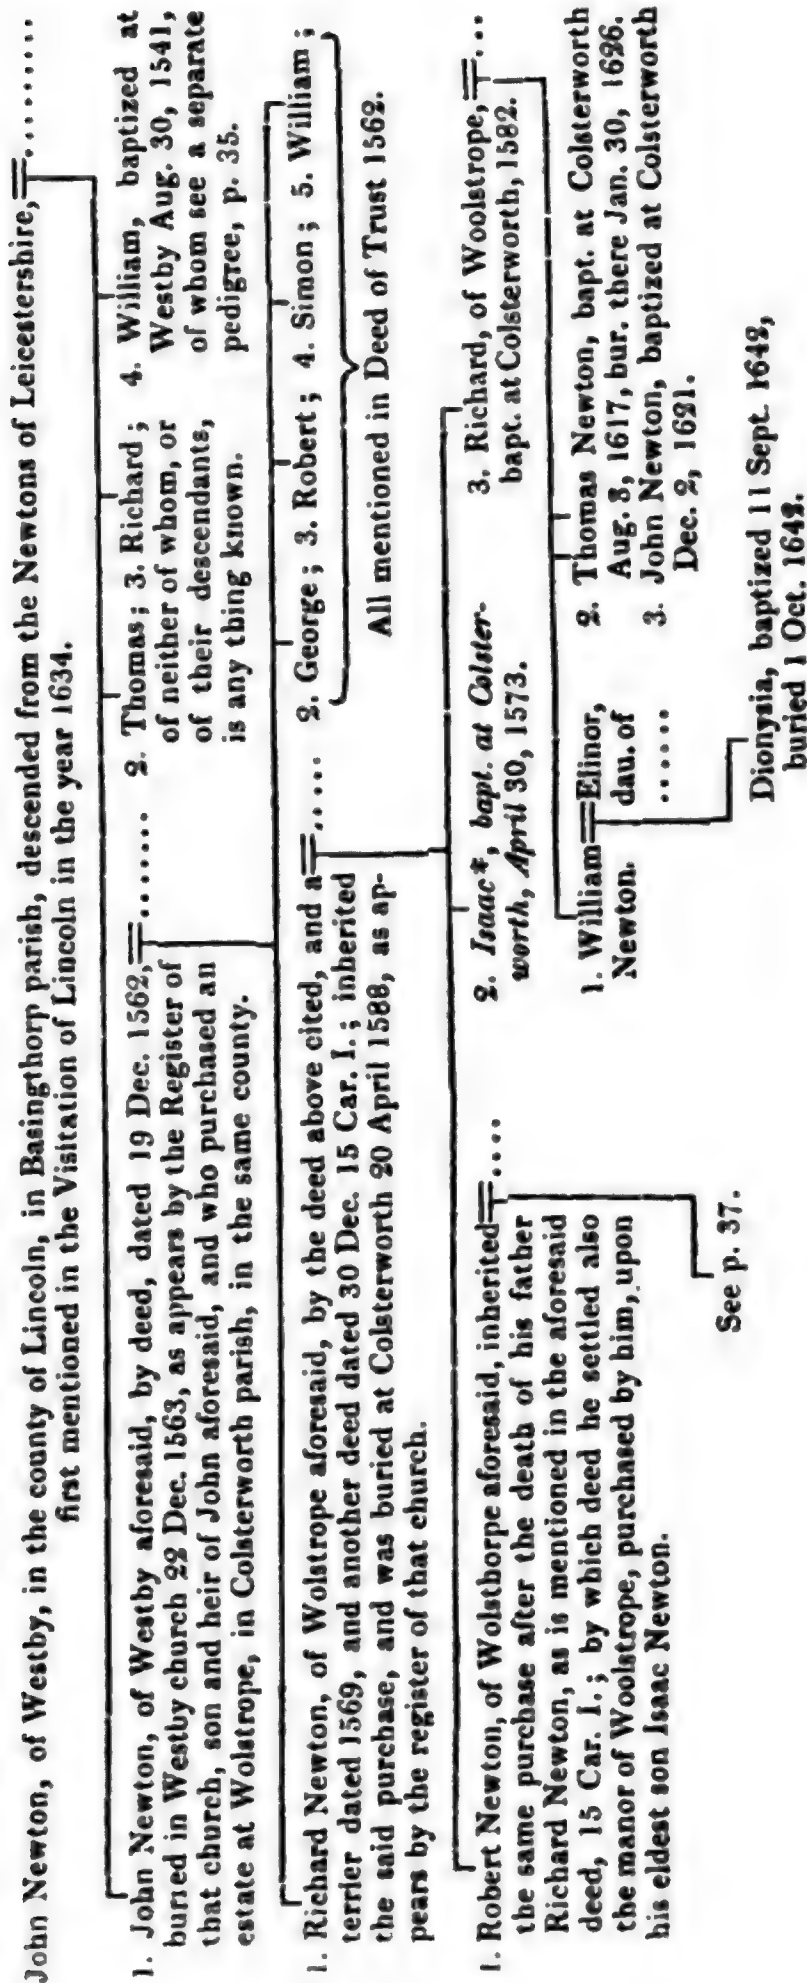 John Newton, of Westby, in the county of Lincoln, in Basingthorp parish, descended from the Newtons of Leicestershire,══..........
first mentioned in the Visitation of Lincoln in the year 1634.
1. John Newton, of Westby aforesaid, by deed, dated 19 Dec. 1562,══........
buried in Westby church 22 Dec. 1563, as appears by the Register of
that church, son and heir of John aforesaid, and who purchased an
estate at Wolstrope, in Colsterworth parish, in the same county.
2. Thomas; 3. Richard;
of neither of whom, or
of their descendants,
is any thing known.
4. William, baptized at
Westby Aug. 30, 1541,
of whom see a separate
pedigree, p. 35.
1. Richard Newton, of Wolstrope aforesaid, by the deed above cited, and a══.....
terrier dated 1569, and another deed dated 30 Dec. 15 Car. I.; inherited
the said purchase, and was buried at Colsterworth 20 April 1588, as ap-
pears by the register of that church.
2. George; 3. Robert; 4. Simon; 5. William;
All mentioned in Deed of Trust 1562.
1. Robert Newton, of Wolsthorpe aforesaid, inherited══....
the same purchase after the death of his father
Richard Newton, as is mentioned in the aforesaid
deed, 15 Car. I.; by which deed he settled also
the manor of Woolstrope, purchased by him, upon
his eldest son Isaac Newton.
2. Isaac*, bapt. at Colster-
worth, April 30, 1573.
3. Richard, of Woolstrope,══...
bapt. at Colsterworth, 1582.
See p. 37.
1. William══Elinor,
Newton. dau. of
......
2. Thomas Newton, bapt. at Colsterworth
Aug. 3, 1617, bur. there Jan. 30, 1626.
3. John Newton, baptized at Colsterworth
Dec. 2, 1621.
Dionysia, baptized 11 Sept. 1642,
buried 1 Oct. 1642.